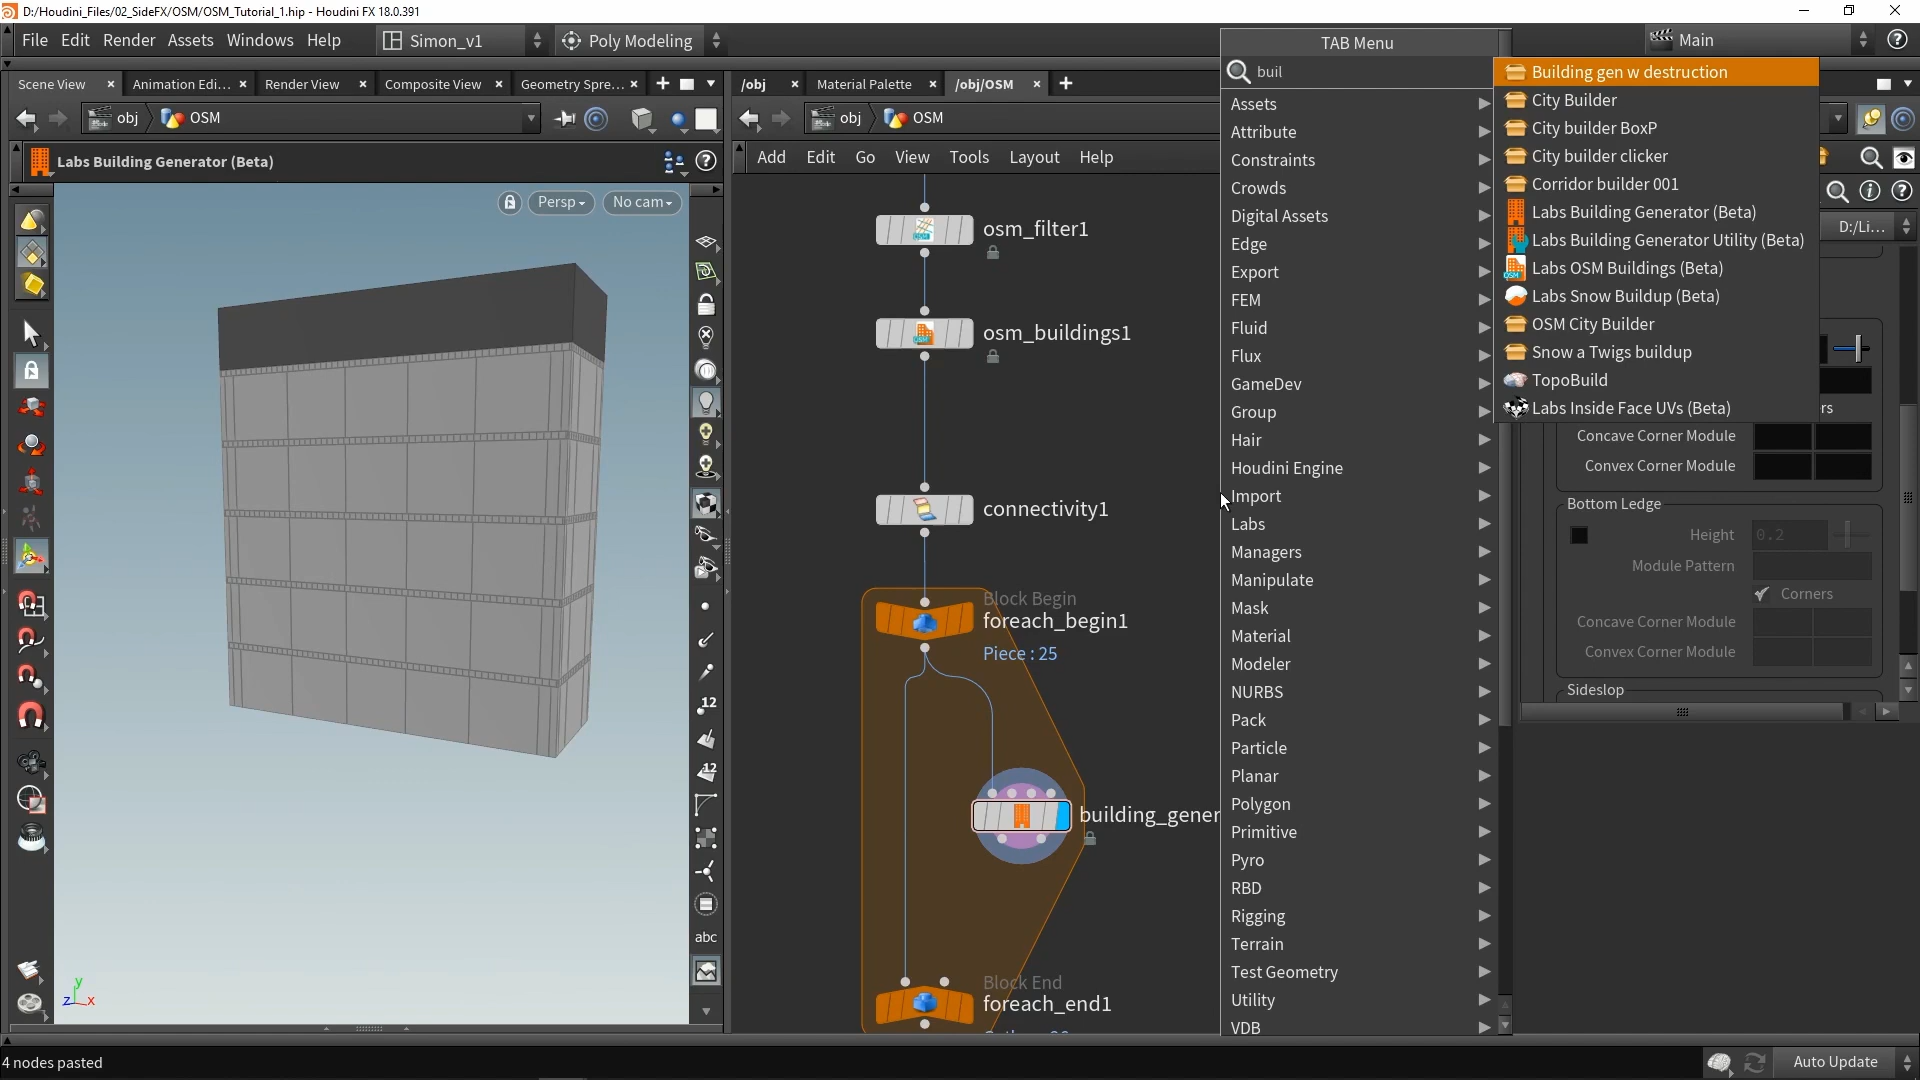 D:/Houdini_Files/02_SideFX/OSM/OSM_Tutorial_1.hip - Houdini FX 18.0.391
File Edit Render Assets Windows Help
Simon_v1
Poly Modeling
Main
Scene View
Animation Edi...
Render View
Composite View
Geometry Spre...
/obj
Material Palette
/obj/OSM
obj
OSM
obj
OSM
Labs Building Generator (Beta)
Add Edit Go View Tools Layout Help
Persp
No cam
12
12
abc
y
z
x
osm_filter1
osm_buildings1
connectivity1
Block Begin
foreach_begin1
Piece : 25
building_gener
Block End
foreach_end1
TAB Menu
buil
Assets
Attribute
Constraints
Crowds
Digital Assets
Edge
Export
FEM
Fluid
Flux
GameDev
Group
Hair
Houdini Engine
Import
Labs
Managers
Manipulate
Mask
Material
Modeler
NURBS
Pack
Particle
Planar
Polygon
Primitive
Pyro
RBD
Rigging
Terrain
Test Geometry
Utility
VDB
Building gen w destruction
City Builder
City builder BoxP
City builder clicker
Corridor builder 001
Labs Building Generator (Beta)
Labs Building Generator Utility (Beta)
Labs OSM Buildings (Beta)
Labs Snow Buildup (Beta)
OSM City Builder
Snow a Twigs buildup
TopoBuild
Labs Inside Face UVs (Beta)
D:/Li...
rs
Concave Corner Module
Convex Corner Module
Bottom Ledge
Height 0.2
Module Pattern
Corners
Concave Corner Module
Convex Corner Module
Sideslop
4 nodes pasted
Auto Update